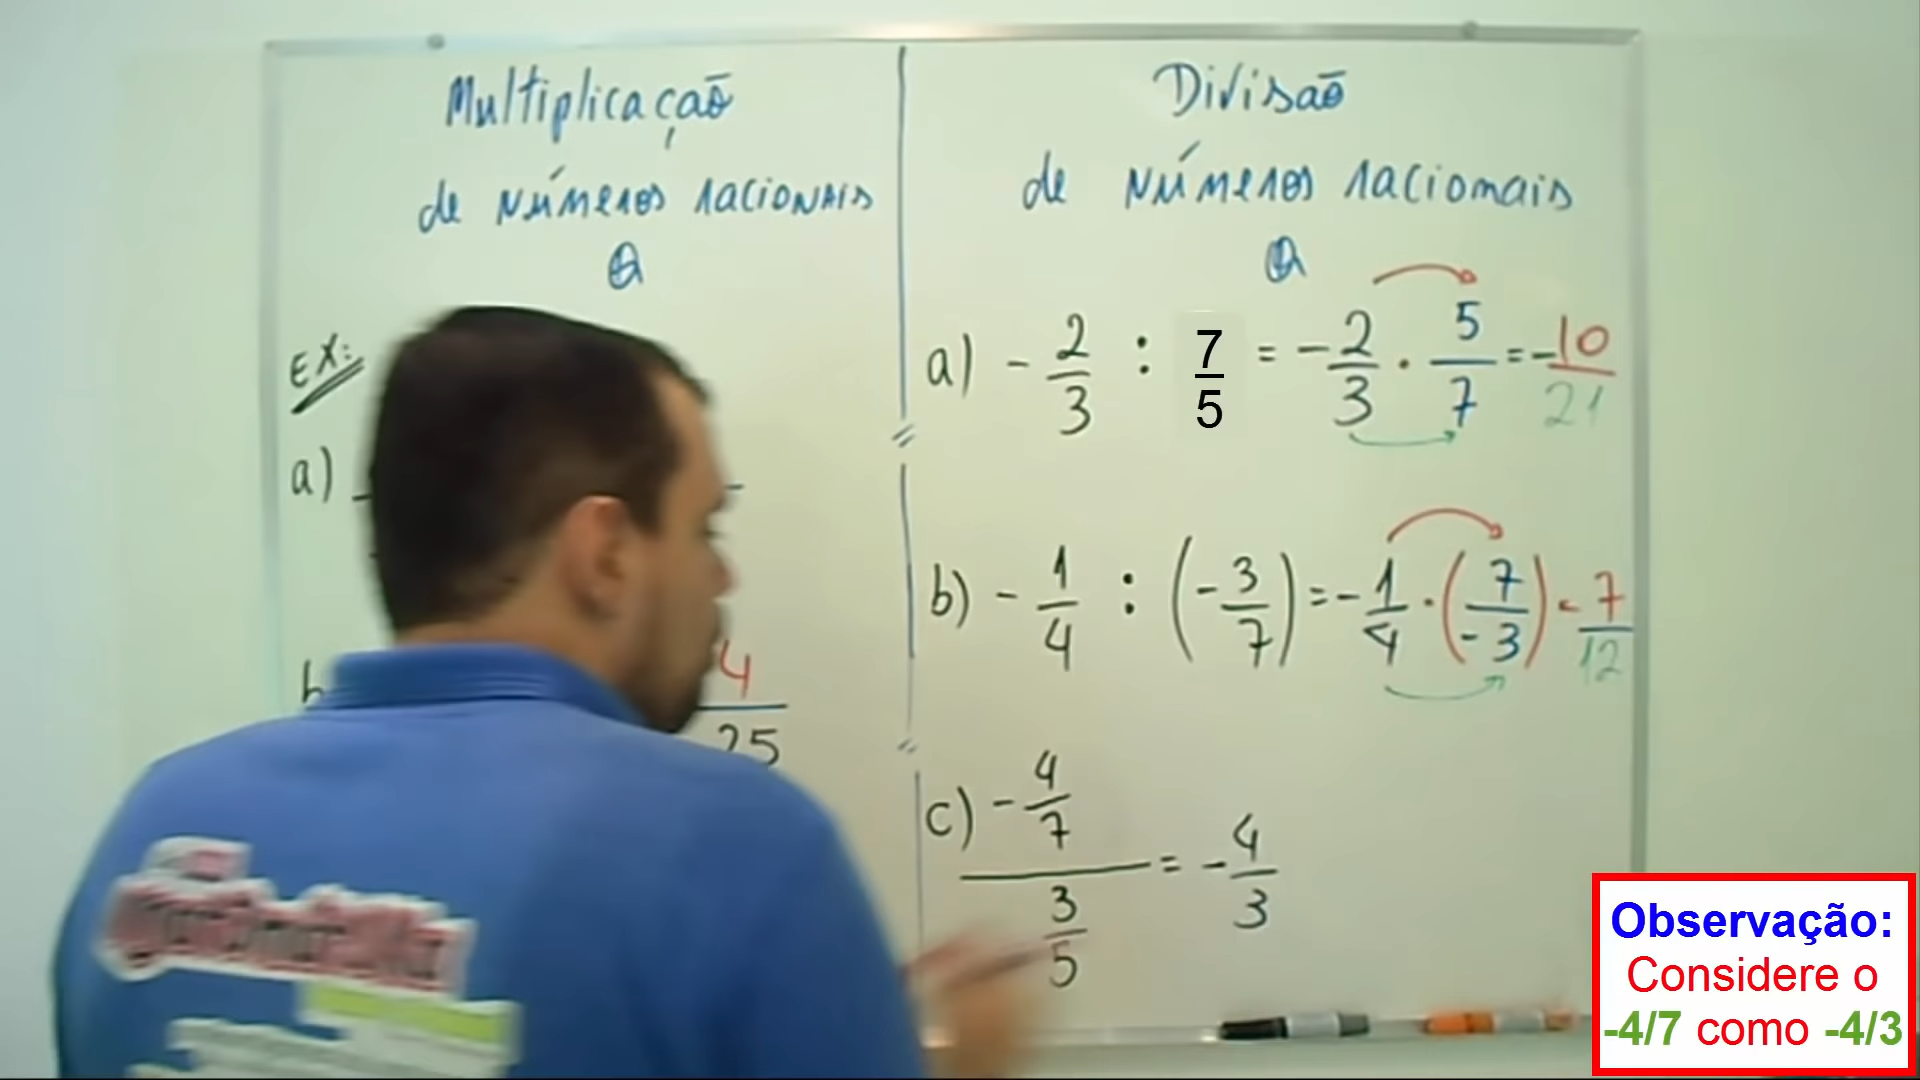 Multiplicação
de números racionais
Q
Ex:
a) -
b
4
25
Divisão
de números racionais
Q
a) - 2/3 : 7/5 = - 2/3 . 5/7 = - 10/21
b) - 1/4 : (- 3/7) = - 1/4 . (7/-3) = 7/12
c) - 4/7 / 3/5 = - 4/3
Observação:
Considere o
-4/7 como -4/3